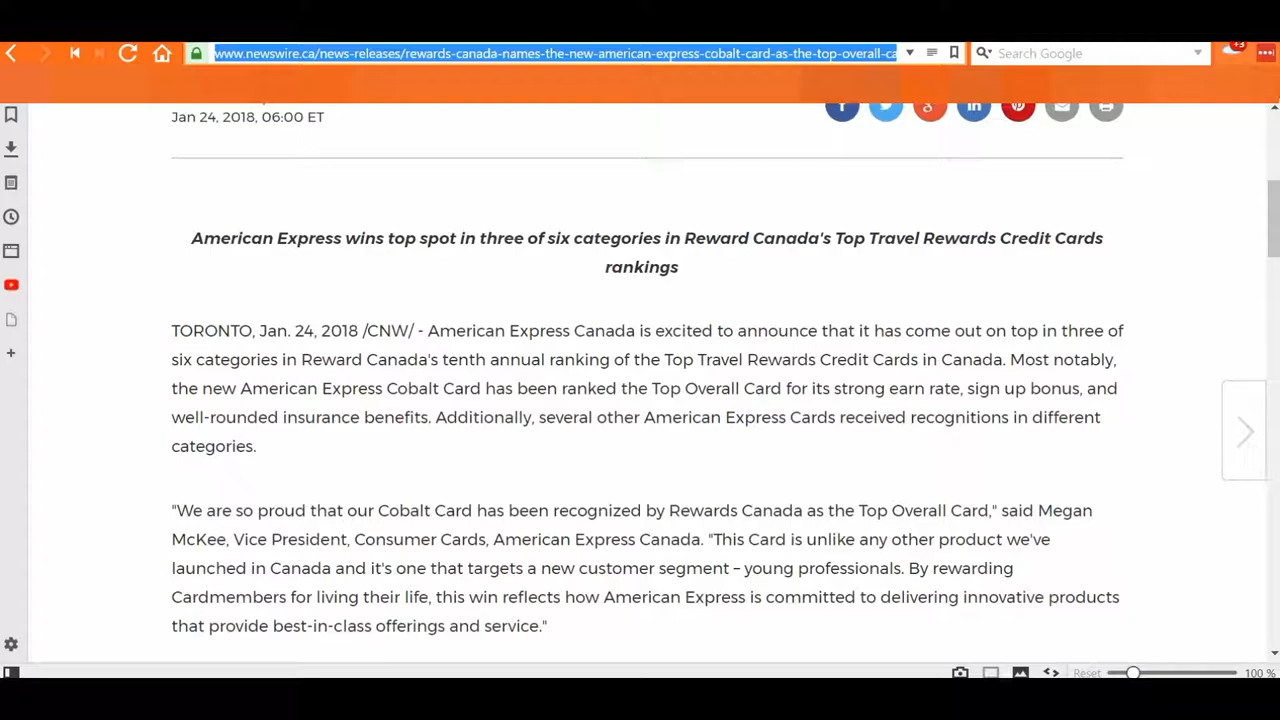 www.newswire.ca/news-releases/rewards-canada-names-the-new-american-express-cobalt-card-as-the-top-overall-ca
Search Google
+3
Jan 24, 2018, 06:00 ET
American Express wins top spot in three of six categories in Reward Canada's Top Travel Rewards Credit Cards
rankings
TORONTO, Jan. 24, 2018 /CNW/ - American Express Canada is excited to announce that it has come out on top in three of
six categories in Reward Canada's tenth annual ranking of the Top Travel Rewards Credit Cards in Canada. Most notably,
the new American Express Cobalt Card has been ranked the Top Overall Card for its strong earn rate, sign up bonus, and
well-rounded insurance benefits. Additionally, several other American Express Cards received recognitions in different
categories.
"We are so proud that our Cobalt Card has been recognized by Rewards Canada as the Top Overall Card," said Megan
McKee, Vice President, Consumer Cards, American Express Canada. "This Card is unlike any other product we've
launched in Canada and it's one that targets a new customer segment – young professionals. By rewarding
Cardmembers for living their life, this win reflects how American Express is committed to delivering innovative products
that provide best-in-class offerings and service."
Reset
100 %